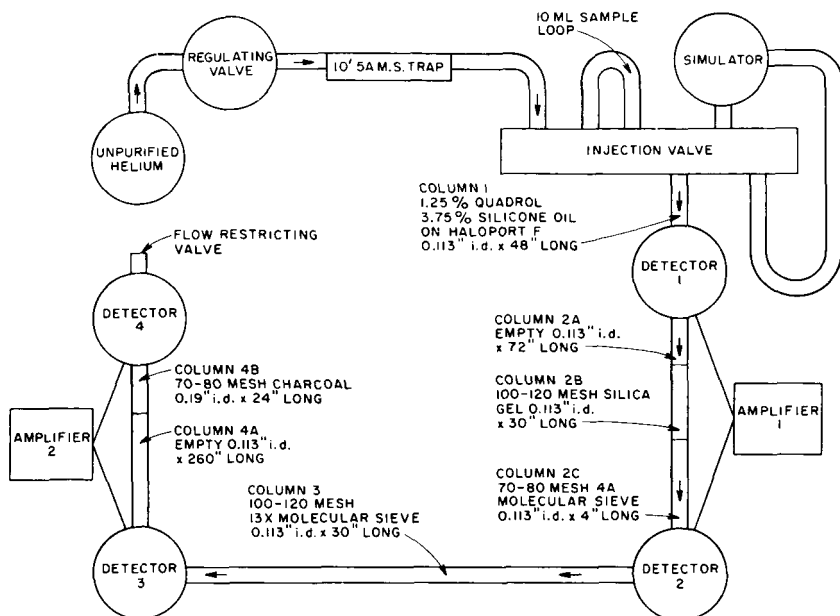 10 ML SAMPLE
LOOP
REGULATING
VALVE
10' 5A M.S. TRAP
SIMULATOR
UNPURIFIED
HELIUM
INJECTION VALVE
COLUMN 1
1.25 % QUADROL
3.75% SILICONE OIL
ON HALOPORT F
0.113" i.d. x 48" LONG
FLOW RESTRICTING
VALVE
DETECTOR
1
DETECTOR
4
COLUMN 2A
EMPTY 0.113" i.d.
x 72" LONG
COLUMN 4B
70-80 MESH CHARCOAL
0.19" i.d. x 24" LONG
COLUMN 2B
100-120 MESH SILICA
GEL 0.113" i.d.
x 30" LONG
AMPLIFIER
1
AMPLIFIER
2
COLUMN 4A
EMPTY 0.113" i.d.
x 260" LONG
COLUMN 2C
70-80 MESH 4A
MOLECULAR SIEVE
0.113" i.d. x 4" LONG
COLUMN 3
100-120 MESH
13X MOLECULAR SIEVE
0.113" i.d. x 30" LONG
DETECTOR
3
DETECTOR
2